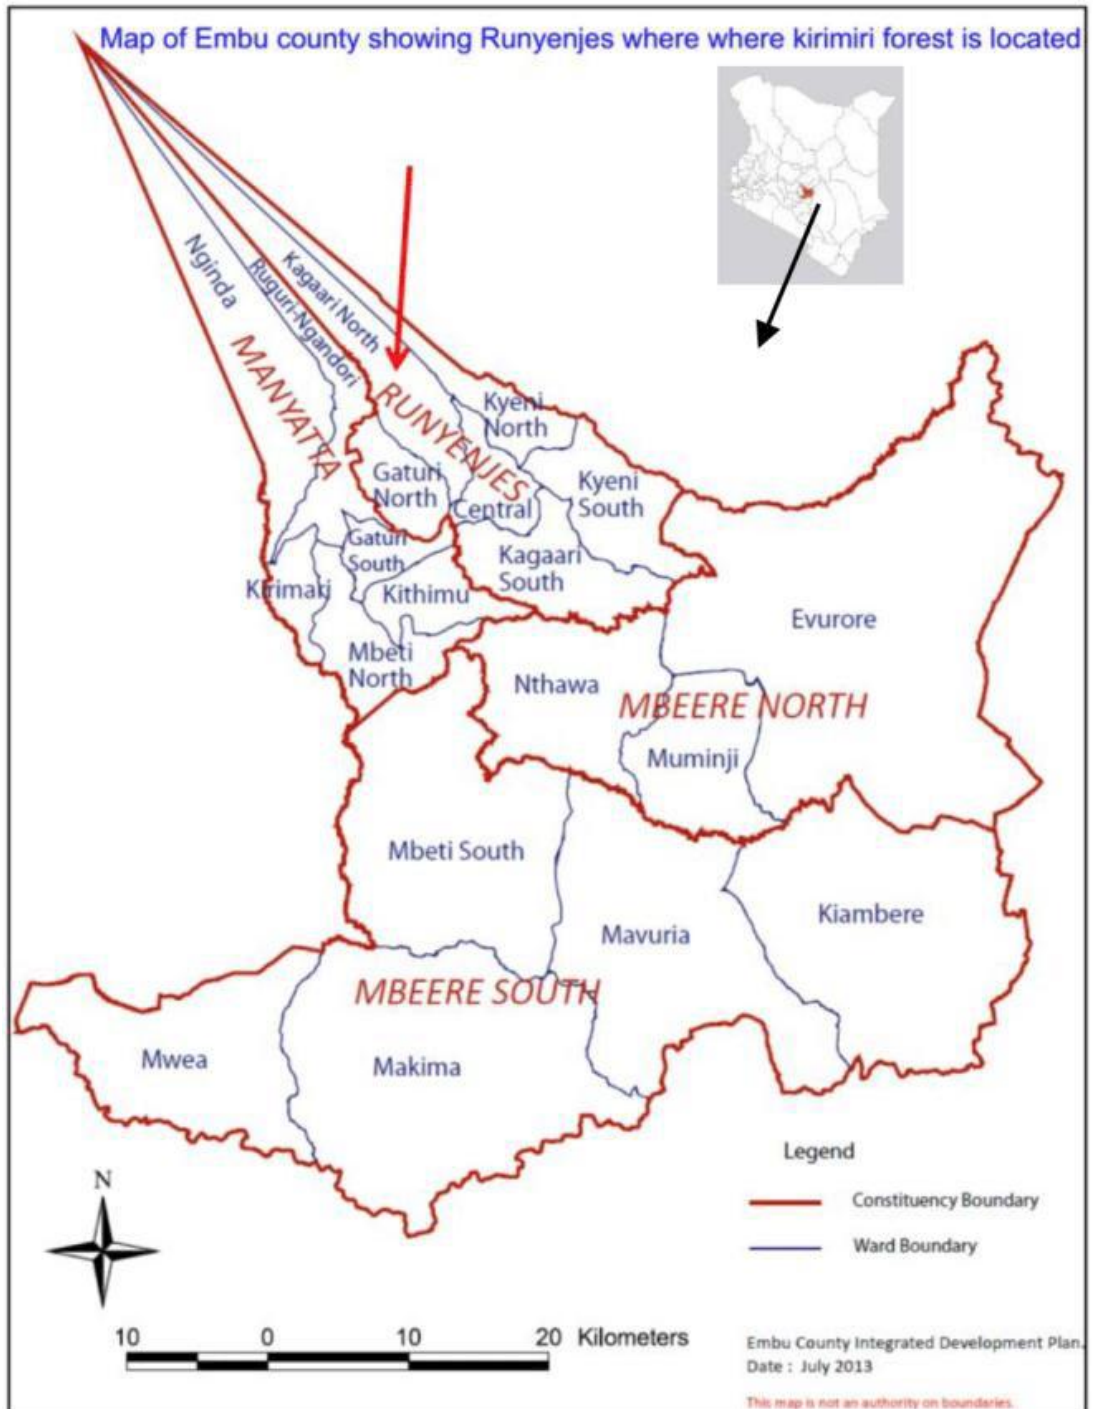 Map of Embu county showing Runyenjes where where kirimiri forest is located
Nginda
Ruguri-Ngandori
Kagaari North
MANYATTA
RUNYENJES
Kyeni
North
Gaturi
North
Central
Kyeni
South
Gaturi
South
Kagaari
South
Kirimari
Kithimu
Evurore
Mbeti
North
Nthawa
MBEERE NORTH
Muminji
Mbeti South
Kiambere
Mavuria
MBEERE SOUTH
Mwea
Makima
Legend
N
Constituency Boundary
Ward Boundary
10 0 10 20 Kilometers
Embu County Integrated Development Plan.
Date : July 2013
This map is not an authority on boundaries.